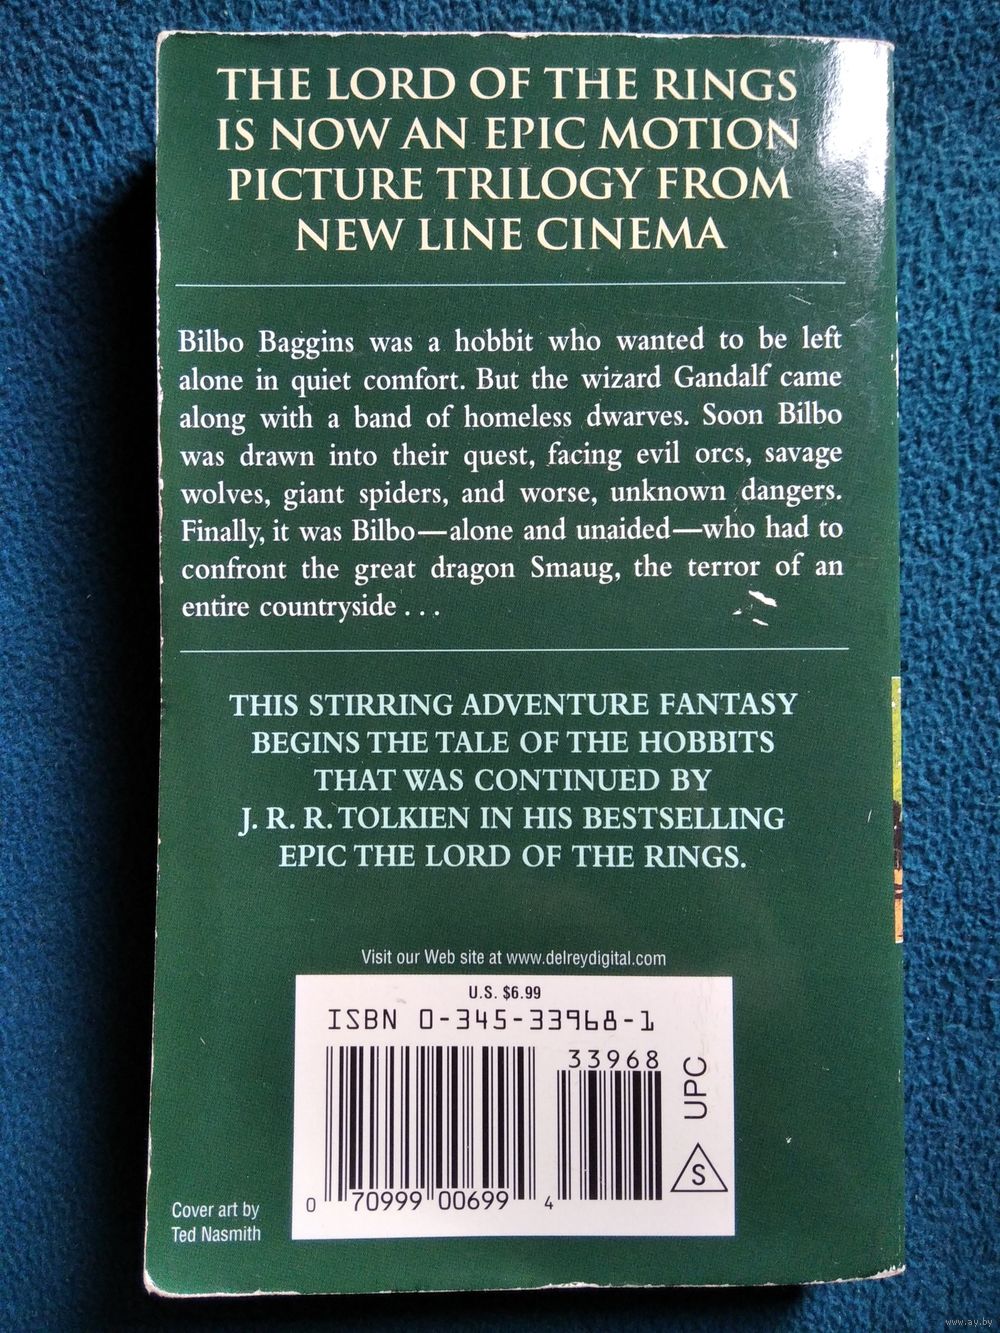 THE LORD OF THE RINGS
IS NOW AN EPIC MOTION
PICTURE TRILOGY FROM
NEW LINE CINEMA
Bilbo Baggins was a hobbit who wanted to be left
alone in quiet comfort. But the wizard Gandalf came
along with a band of homeless dwarves. Soon Bilbo
was drawn into their quest, facing evil orcs, savage
wolves, giant spiders, and worse, unknown dangers.
Finally, it was Bilbo—alone and unaided—who had to
confront the great dragon Smaug, the terror of an
entire countryside . . .
THIS STIRRING ADVENTURE FANTASY
BEGINS THE TALE OF THE HOBBITS
THAT WAS CONTINUED BY
J. R. R. TOLKIEN IN HIS BESTSELLING
EPIC THE LORD OF THE RINGS.
Visit our Web site at www.delreydigital.com
U.S. $6.99
ISBN 0-345-33968-1
33968
UPC
S
0 70999 00699 4
Cover art by
Ted Nasmith
www.ay.by